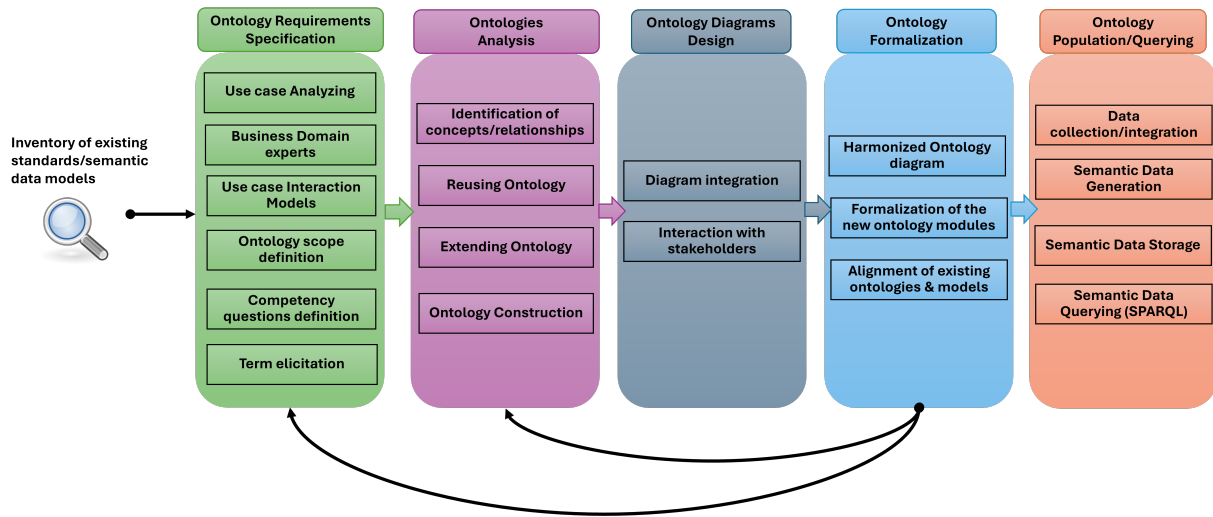 Inventory of existing
standards/semantic
data models
Ontology Requirements
Specification
Use case Analyzing
Business Domain
experts
Use case Interaction
Models
Ontology scope
definition
Competency
questions definition
Term elicitation
Ontologies
Analysis
Identification of
concepts/relationships
Reusing Ontology
Extending Ontology
Ontology Construction
Ontology Diagrams
Design
Diagram integration
Interaction with
stakeholders
Ontology
Formalization
Harmonized Ontology
diagram
Formalization of the
new ontology modules
Alignment of existing
ontologies & models
Ontology
Population/Querying
Data
collection/integration
Semantic Data
Generation
Semantic Data Storage
Semantic Data
Querying (SPARQL)